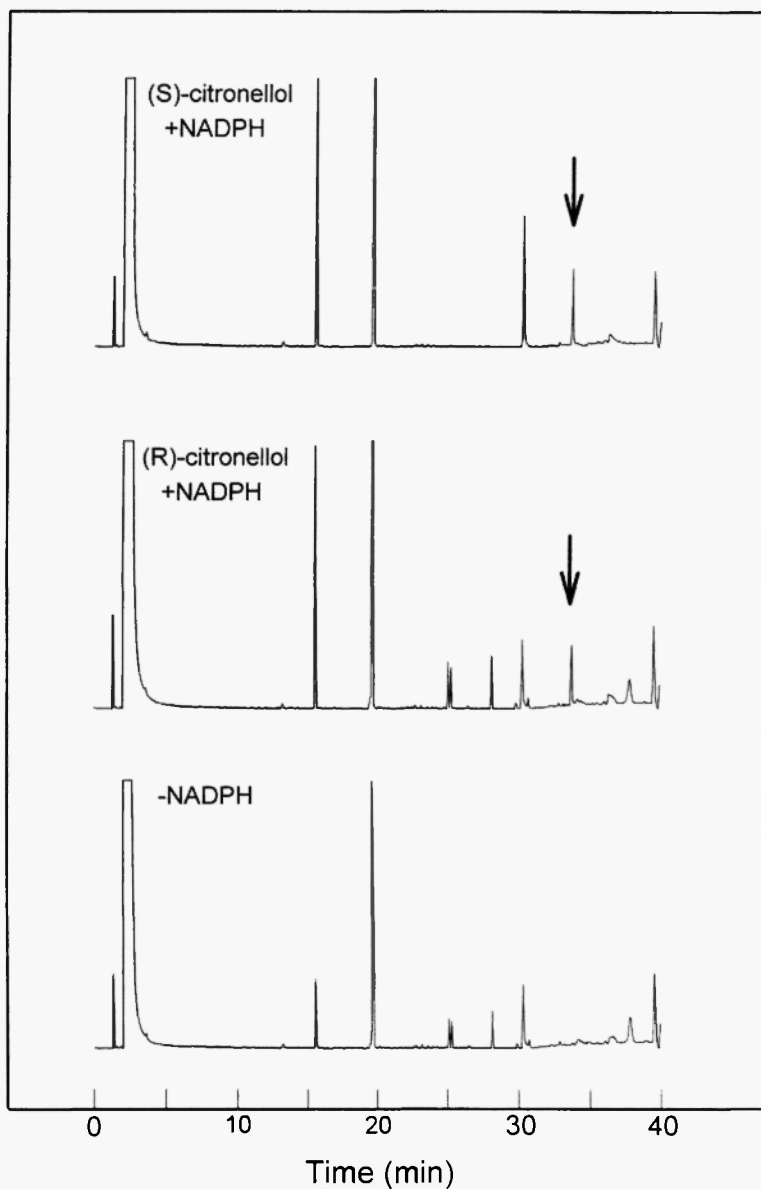 (S)-citronellol
+NADPH
(R)-citronellol
+NADPH
-NADPH
0 10 20 30 40
Time (min)